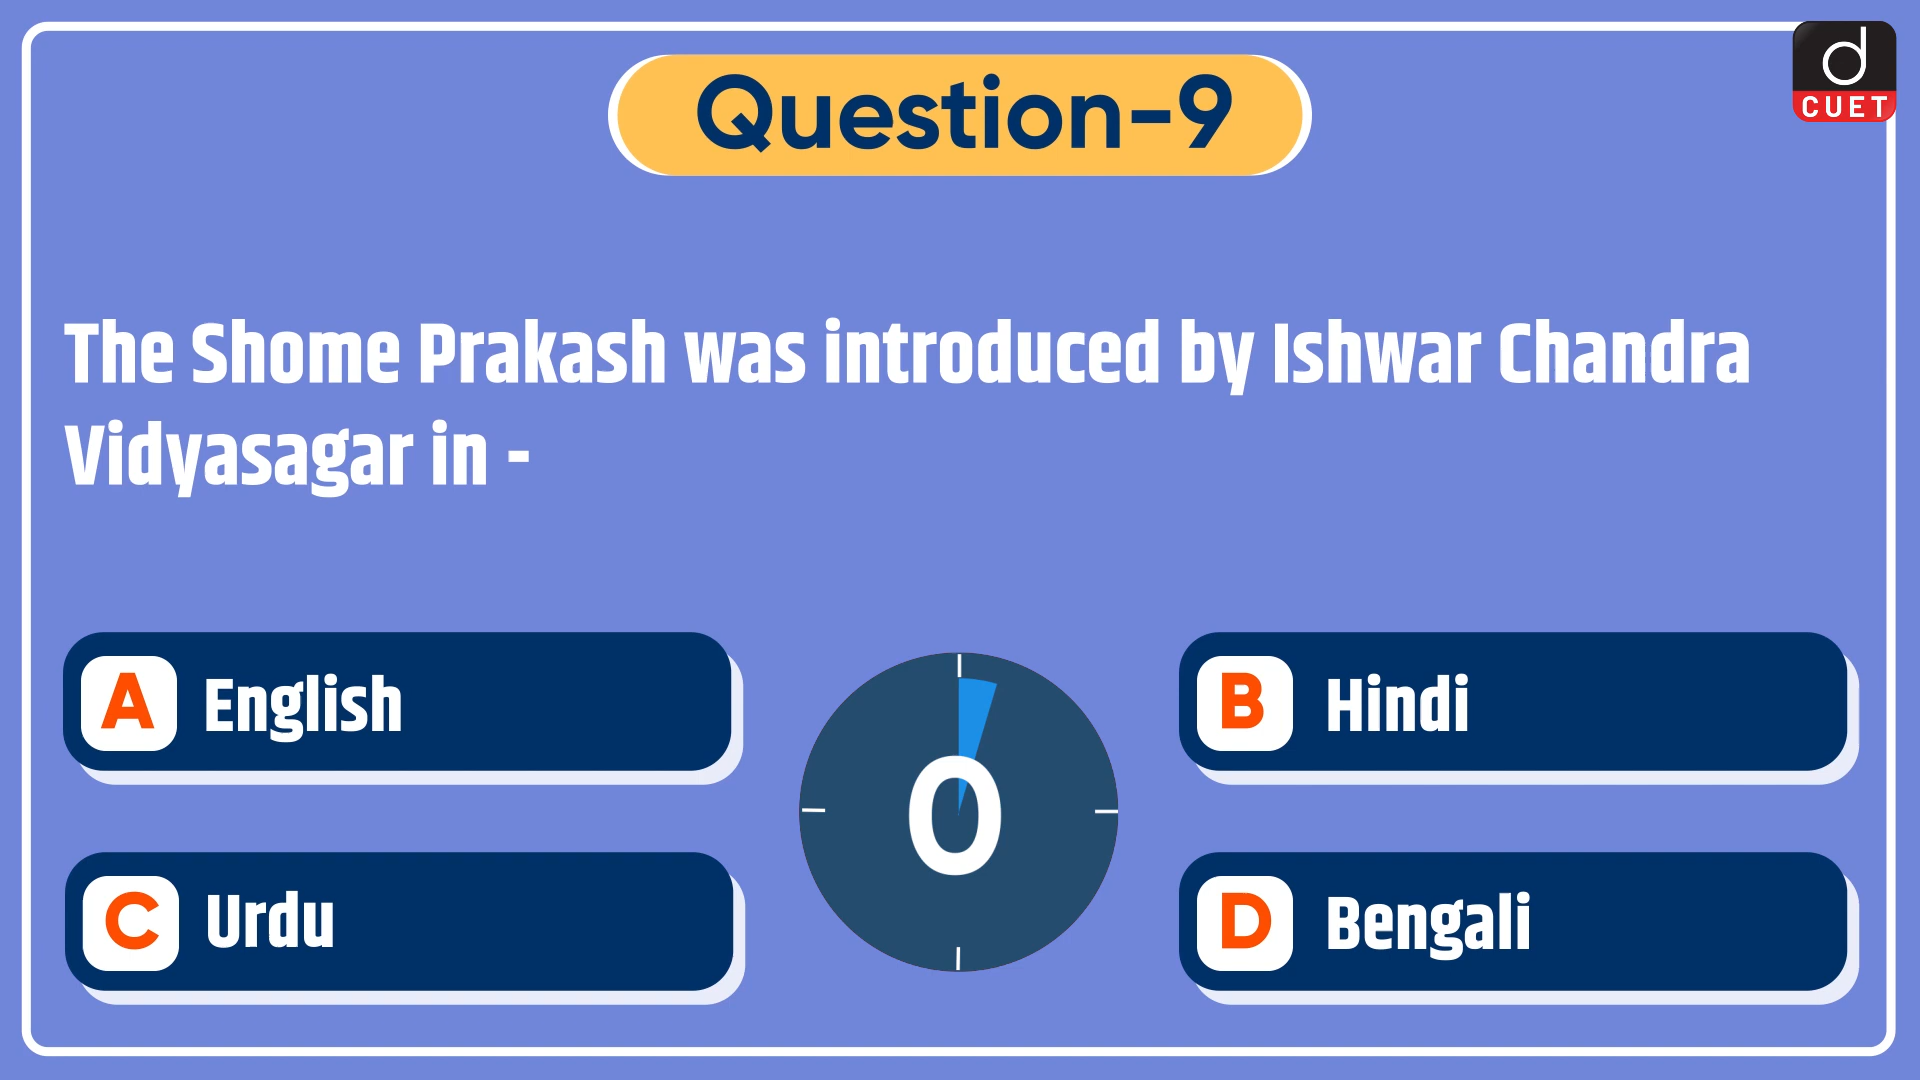 Question-9
d
CUET
The Shome Prakash was introduced by Ishwar Chandra
Vidyasagar in -
A English
B Hindi
0
C Urdu
D Bengali